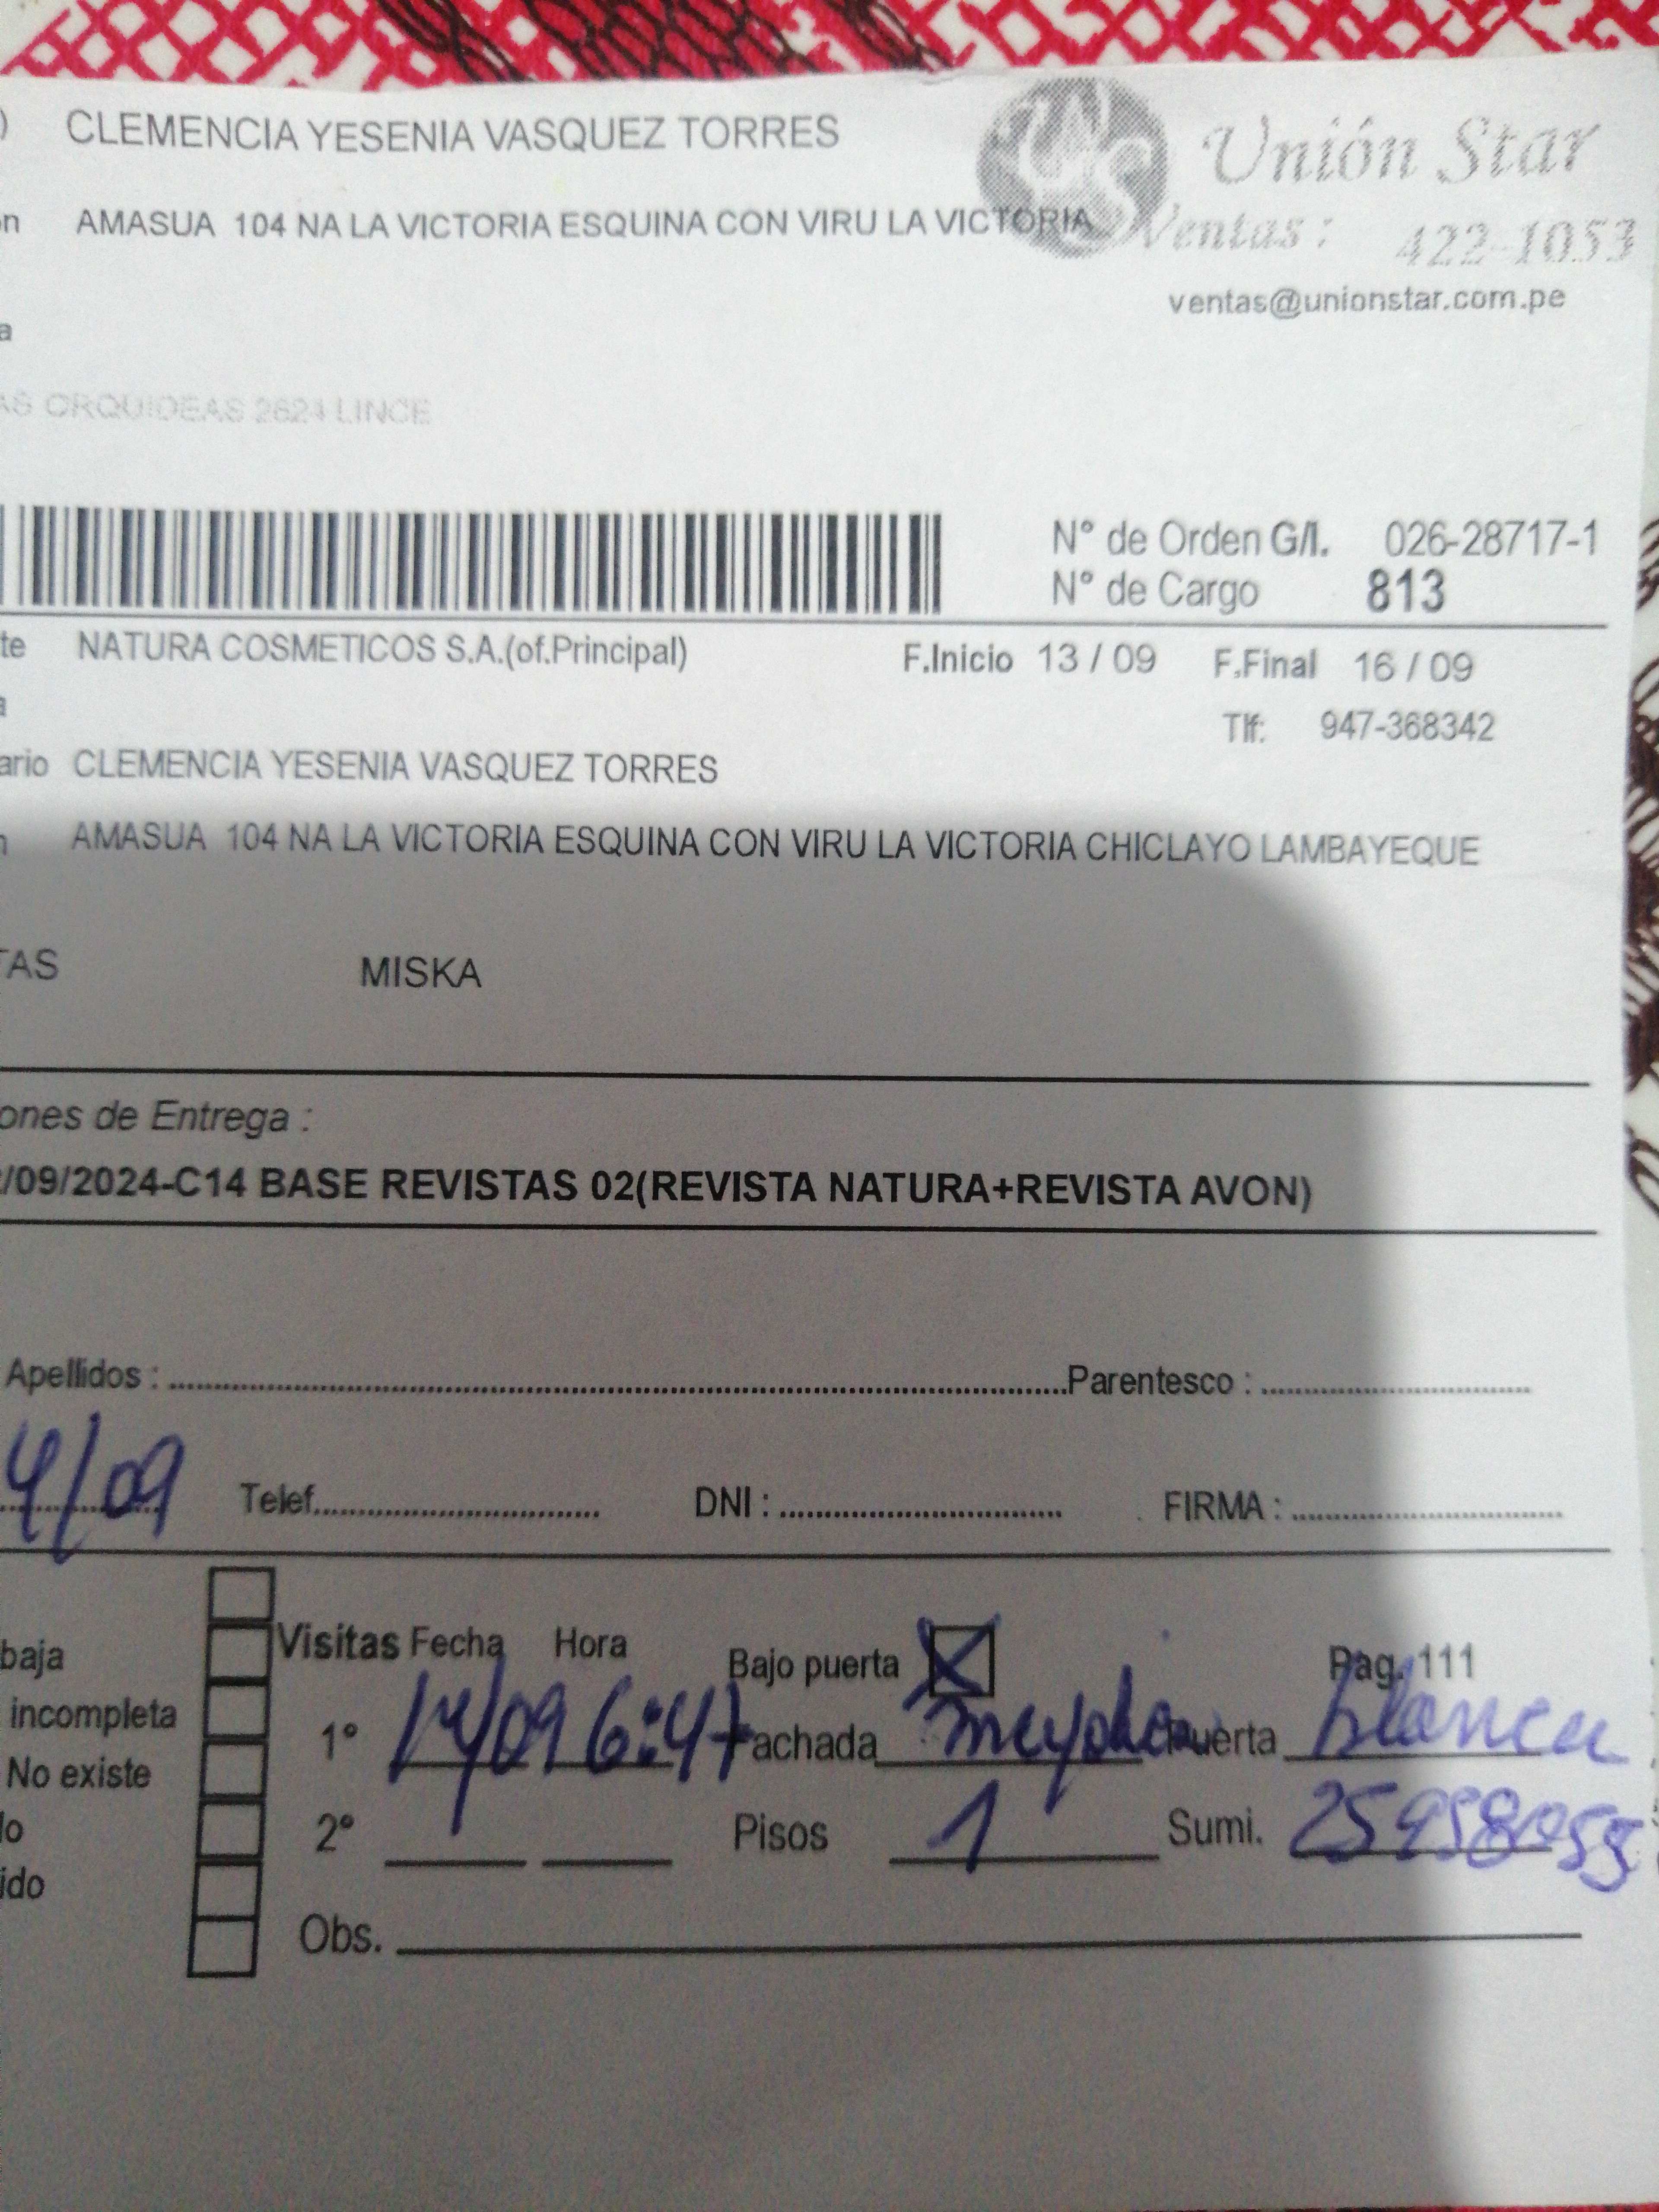 ) CLEMENCIA YESENIA VASQUEZ TORRES
Unión Star
ón AMASUA 104 NA LA VICTORIA ESQUINA CON VIRU LA VICTORIA
Ventas : 422-1053
ventas@unionstar.com.pe
a
AS ORQUIDEAS 2624 LINCE
N° de Orden G/I. 026-28717-1
N° de Cargo 813
te NATURA COSMETICOS S.A.(of.Principal) F.Inicio 13 / 09 F.Final 16 / 09
a
Tlf: 947-368342
ario CLEMENCIA YESENIA VASQUEZ TORRES
n AMASUA 104 NA LA VICTORIA ESQUINA CON VIRU LA VICTORIA CHICLAYO LAMBAYEQUE
TAS MISKA
ones de Entrega :
/09/2024-C14 BASE REVISTAS 02(REVISTA NATURA+REVISTA AVON)
Apellidos : Parentesco :
4/09 Telef. DNI : FIRMA :
Visitas Fecha Hora Bajo puerta X Pag. 111
baja
incompleta
1° 14/09 6:47 Fachada Puerta blanca
No existe
do 2° Pisos 1 Sumi.
ido
Obs.